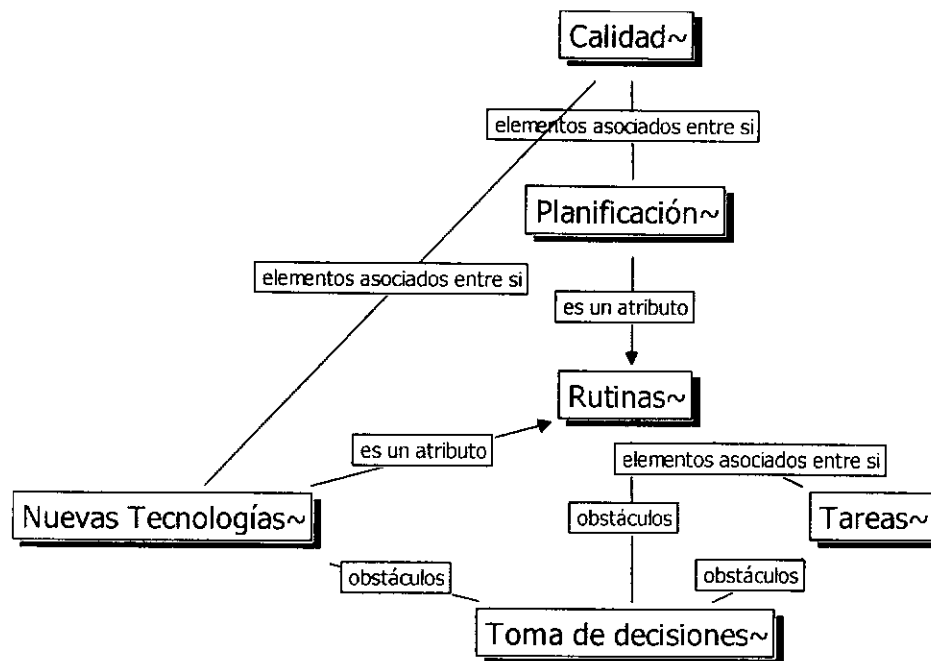 Calidad~
elementos asociados entre si
Planificación~
elementos asociados entre si
es un atributo
Rutinas~
es un atributo
elementos asociados entre si
Nuevas Tecnologías~
obstáculos
Tareas~
obstáculos
obstáculos
Toma de decisiones~